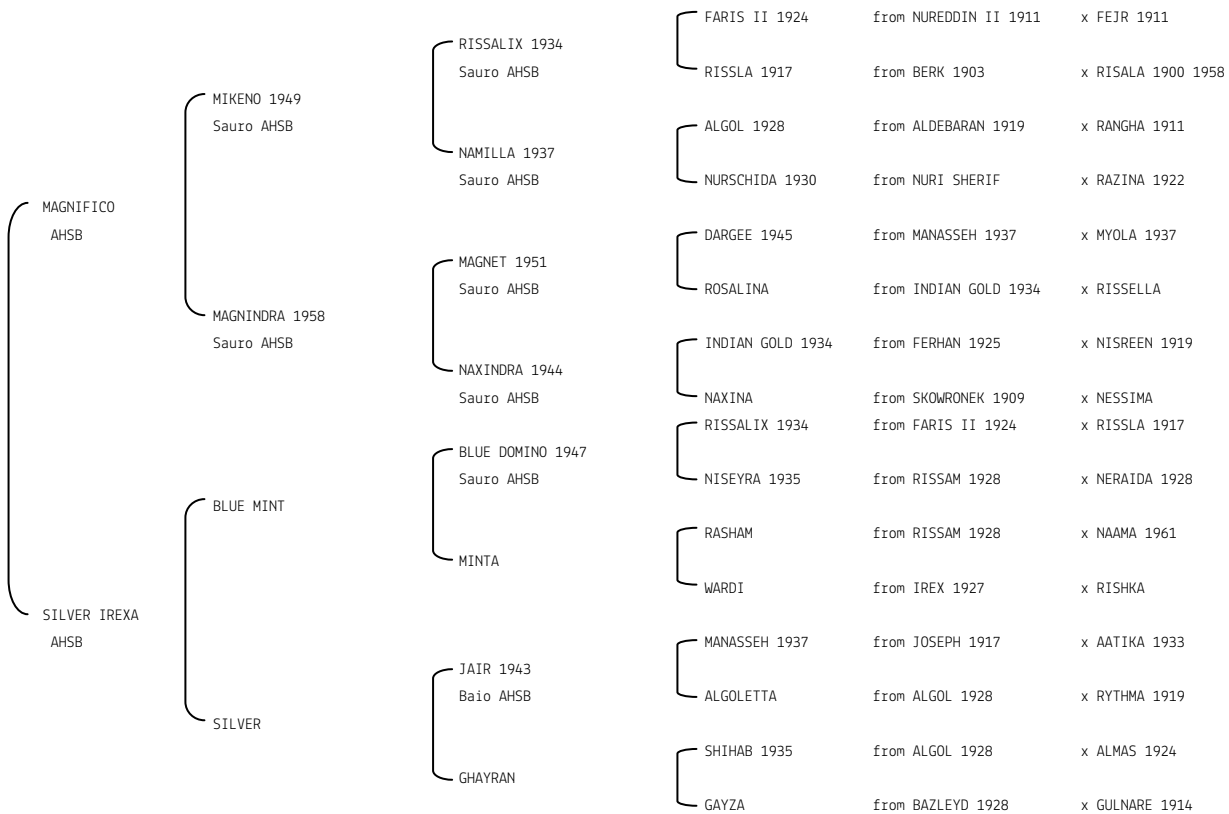 FARIS II 1924 from NUREDDIN II 1911 x FEJR 1911
RISSALIX 1934
Sauro AHSB RISSLA 1917 from BERK 1903 x RISALA 1900 1958
MIKENO 1949
Sauro AHSB ALGOL 1928 from ALDEBARAN 1919 x RANGHA 1911
NAMILLA 1937
Sauro AHSB NURSCHIDA 1930 from NURI SHERIF x RAZINA 1922
MAGNIFICO
AHSB DARGEE 1945 from MANASSEH 1937 x MYOLA 1937
MAGNET 1951
Sauro AHSB ROSALINA from INDIAN GOLD 1934 x RISSELLA
MAGNINDRA 1958
Sauro AHSB INDIAN GOLD 1934 from FERHAN 1925 x NISREEN 1919
NAXINDRA 1944
Sauro AHSB NAXINA from SKOWRONEK 1909 x NESSIMA
RISSALIX 1934 from FARIS II 1924 x RISSLA 1917
BLUE DOMINO 1947
Sauro AHSB NISEYRA 1935 from RISSAM 1928 x NERAIDA 1928
BLUE MINT
RASHAM from RISSAM 1928 x NAAMA 1961
MINTA
WARDI from IREX 1927 x RISHKA
SILVER IREXA
AHSB MANASSEH 1937 from JOSEPH 1917 x AATIKA 1933
JAIR 1943
Baio AHSB ALGOLETTA from ALGOL 1928 x RYTHMA 1919
SILVER
SHIHAB 1935 from ALGOL 1928 x ALMAS 1924
GHAYRAN
GAYZA from BAZLEYD 1928 x GULNARE 1914